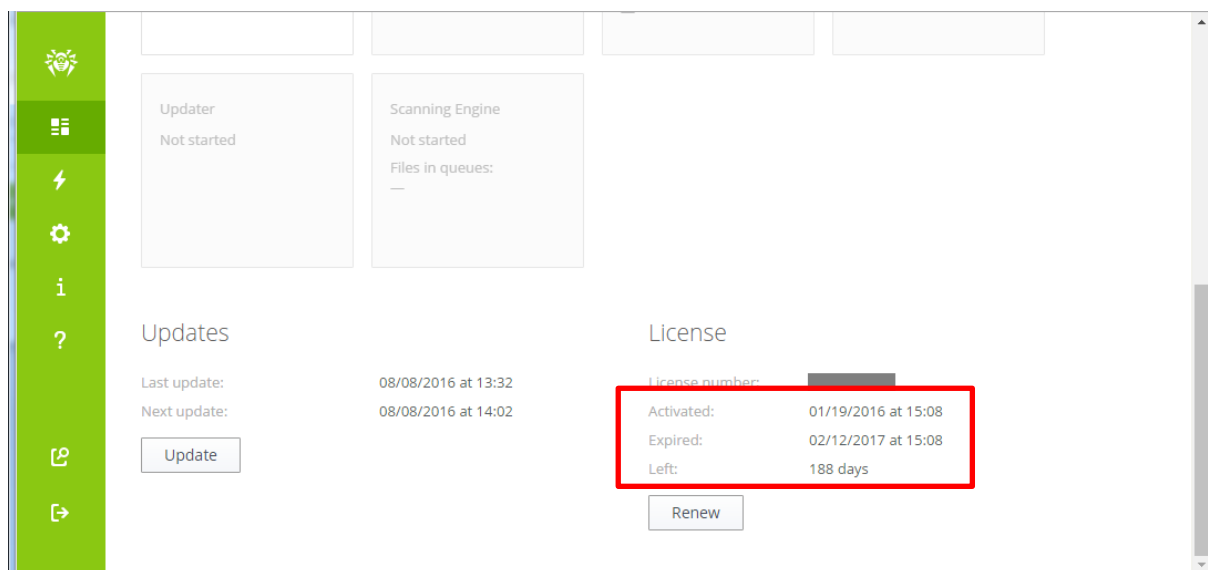 Updater
Not started
Scanning Engine
Not started
Files in queues:
—
Updates
Last update: 08/08/2016 at 13:32
Next update: 08/08/2016 at 14:02
Update
License
License number:
Activated: 01/19/2016 at 15:08
Expired: 02/12/2017 at 15:08
Left: 188 days
Renew